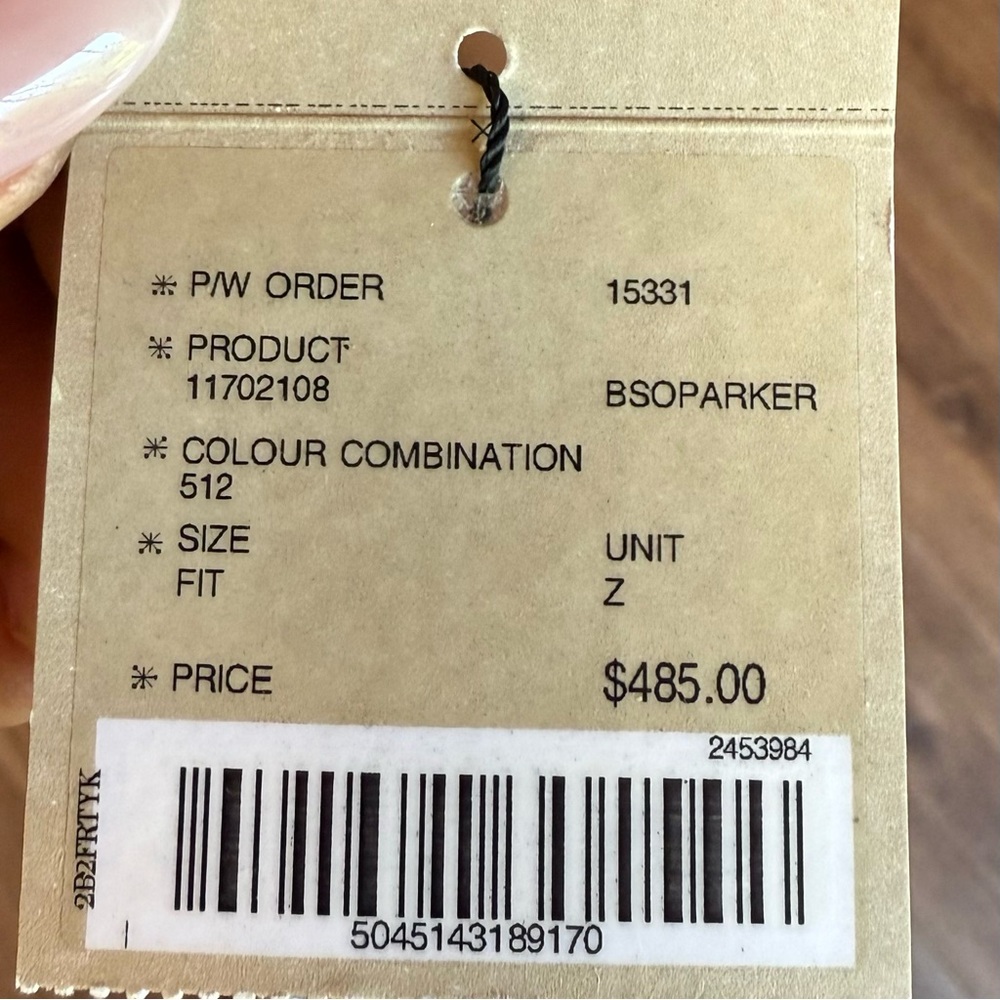 P/W ORDER 15331
PRODUCT
11702108 BSOPARKER
COLOUR COMBINATION
512
SIZE UNIT
FIT Z
PRICE $485.00
2453984
2B2FRTYK
5045143189170